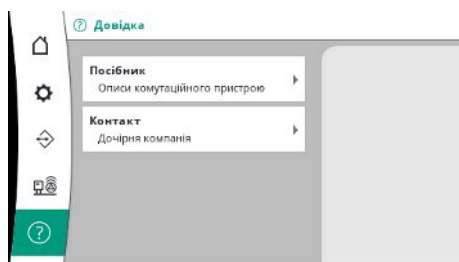 Довідка
Посібник
Описи комутаційного пристрою
Контакт
Дочірня компанія